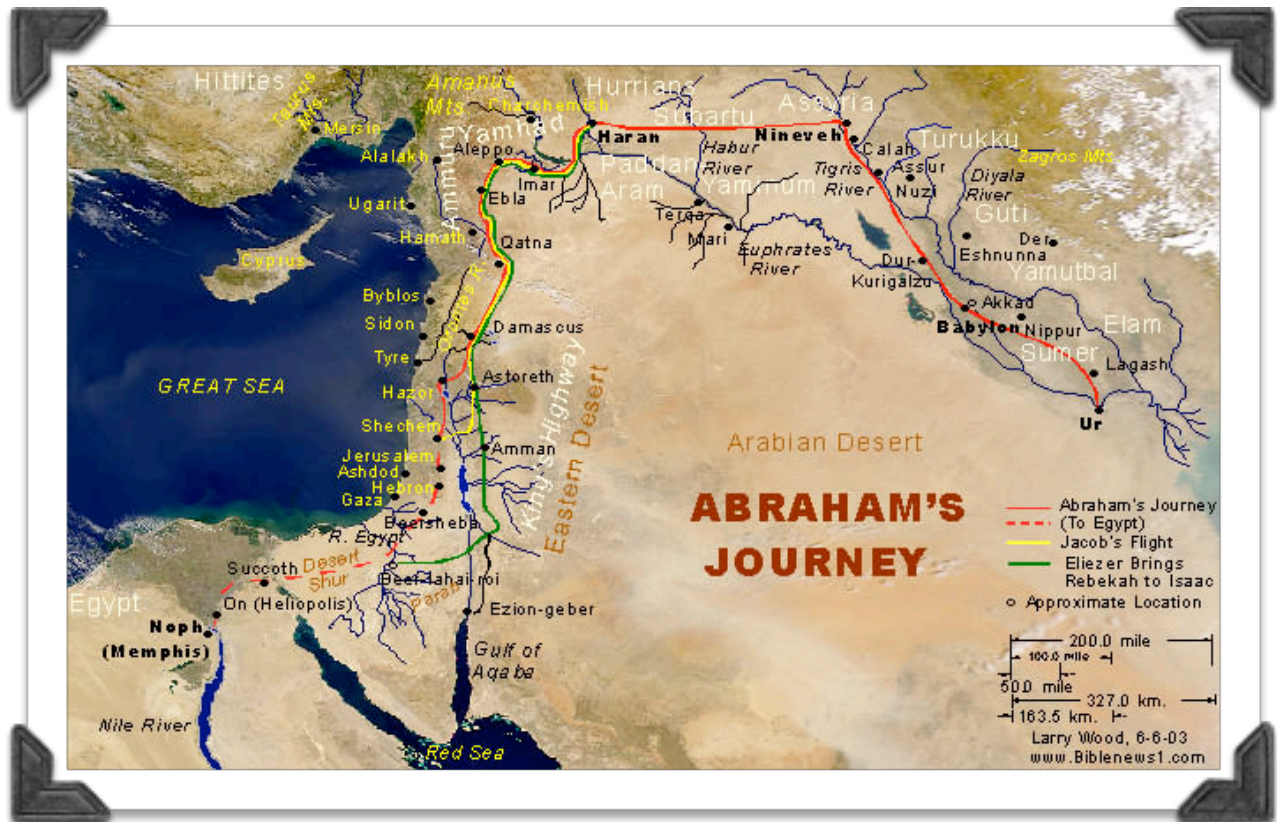 Hittites
Taurus
Mts.
Mersin
Amanus
Mts.
Charchemish
Hurrians
Subartu
Assyria
Haran
Nineveh
Yamhad
Aleppo
Alalakh
Imar
Ammuru
Ebla
Ugarit
Hamath
Qatna
Cyprus
Orontes R.
Habur
River
Paddan
Aram
Yaminum
Terqa
Mari
Euphrates
River
Calah
Turukku
Zagros Mts.
Tigris
River
Assur
Nuzi
Diyala
River
Guti
Der
Eshnunna
Dur-
Kurigalzu
Yamutbal
Akkad
Babylon
Nippur
Elam
Sumer
Lagash
Ur
Byblos
Sidon
Damascus
Tyre
GREAT SEA
Hazor
Astoreth
Shechem
Amman
Jerusalem
Ashdod
Hebron
Gaza
Beersheba
R. Egypt
King's Highway
Eastern Desert
Arabian Desert
Succoth
Desert
Shur
Beer-lahai-roi
Paran
Egypt
On (Heliopolis)
Ezion-geber
Noph
(Memphis)
Gulf of
Aqaba
Nile River
Red Sea
ABRAHAM'S
JOURNEY
Abraham's Journey
(To Egypt)
Jacob's Flight
Eliezer Brings
Rebekah to Isaac
Approximate Location
200.0 mile
100.0 mile
50.0 mile
327.0 km.
163.5 km.
Larry Wood, 6-6-03
www.Biblenews1.com